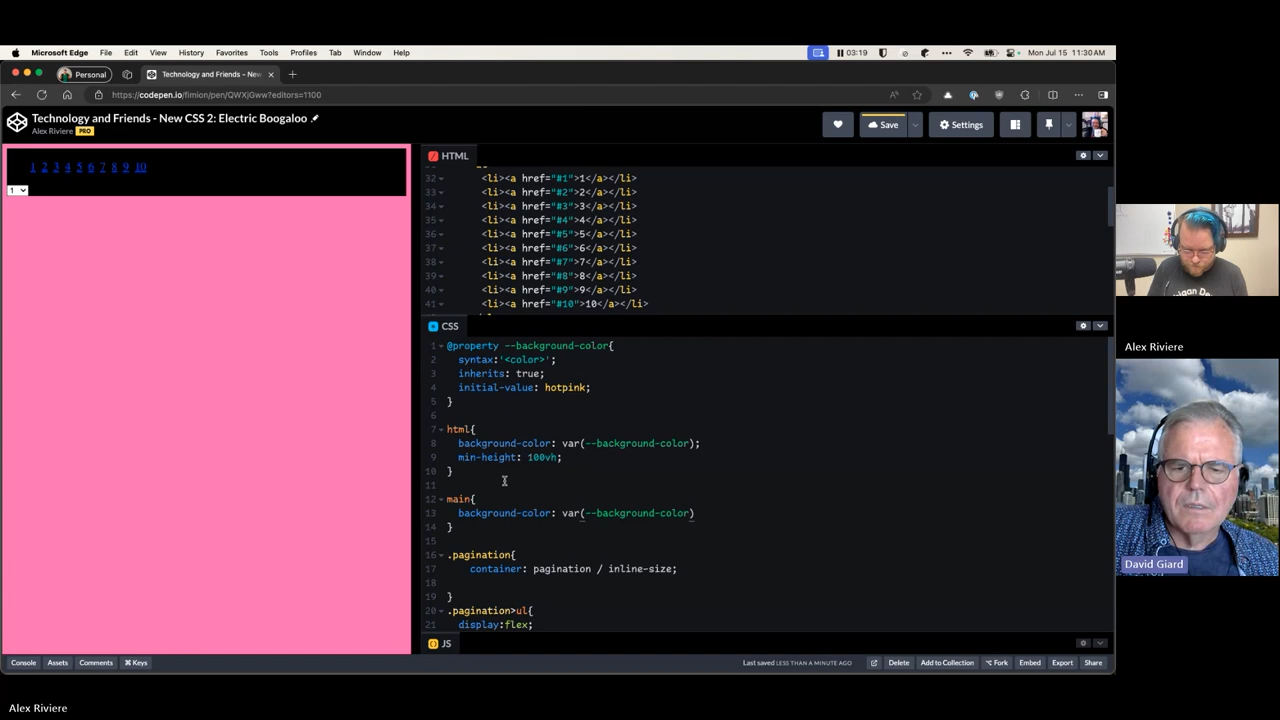 Microsoft Edge File Edit View History Favorites Tools Profiles Tab Window Help 03:19 Mon Jul 15 11:30 AM
Personal Technology and Friends - New
https://codepen.io/fimion/pen/QWXjGww?editors=1100
Technology and Friends - New CSS 2: Electric Boogaloo
Alex Riviere PRO
Save Settings
1 2 3 4 5 6 7 8 9 10
1
HTML
32 <li><a href="#1">1</a></li>
33 <li><a href="#2">2</a></li>
34 <li><a href="#3">3</a></li>
35 <li><a href="#4">4</a></li>
36 <li><a href="#5">5</a></li>
37 <li><a href="#6">6</a></li>
38 <li><a href="#7">7</a></li>
39 <li><a href="#8">8</a></li>
40 <li><a href="#9">9</a></li>
41 <li><a href="#10">10</a></li>
CSS
1 @property --background-color{
2 syntax:'<color>';
3 inherits: true;
4 initial-value: hotpink;
5 }
6
7 html{
8 background-color: var(--background-color);
9 min-height: 100vh;
10 }
11
12 main{
13 background-color: var(--background-color)
14 }
15
16 .pagination{
17 container: pagination / inline-size;
18
19 }
20 .pagination>ul{
21 display:flex;
JS
Console Assets Comments ⌘ Keys
Last saved LESS THAN A MINUTE AGO Delete Add to Collection Fork Embed Export Share
Alex Riviere
David Giard
Alex Riviere